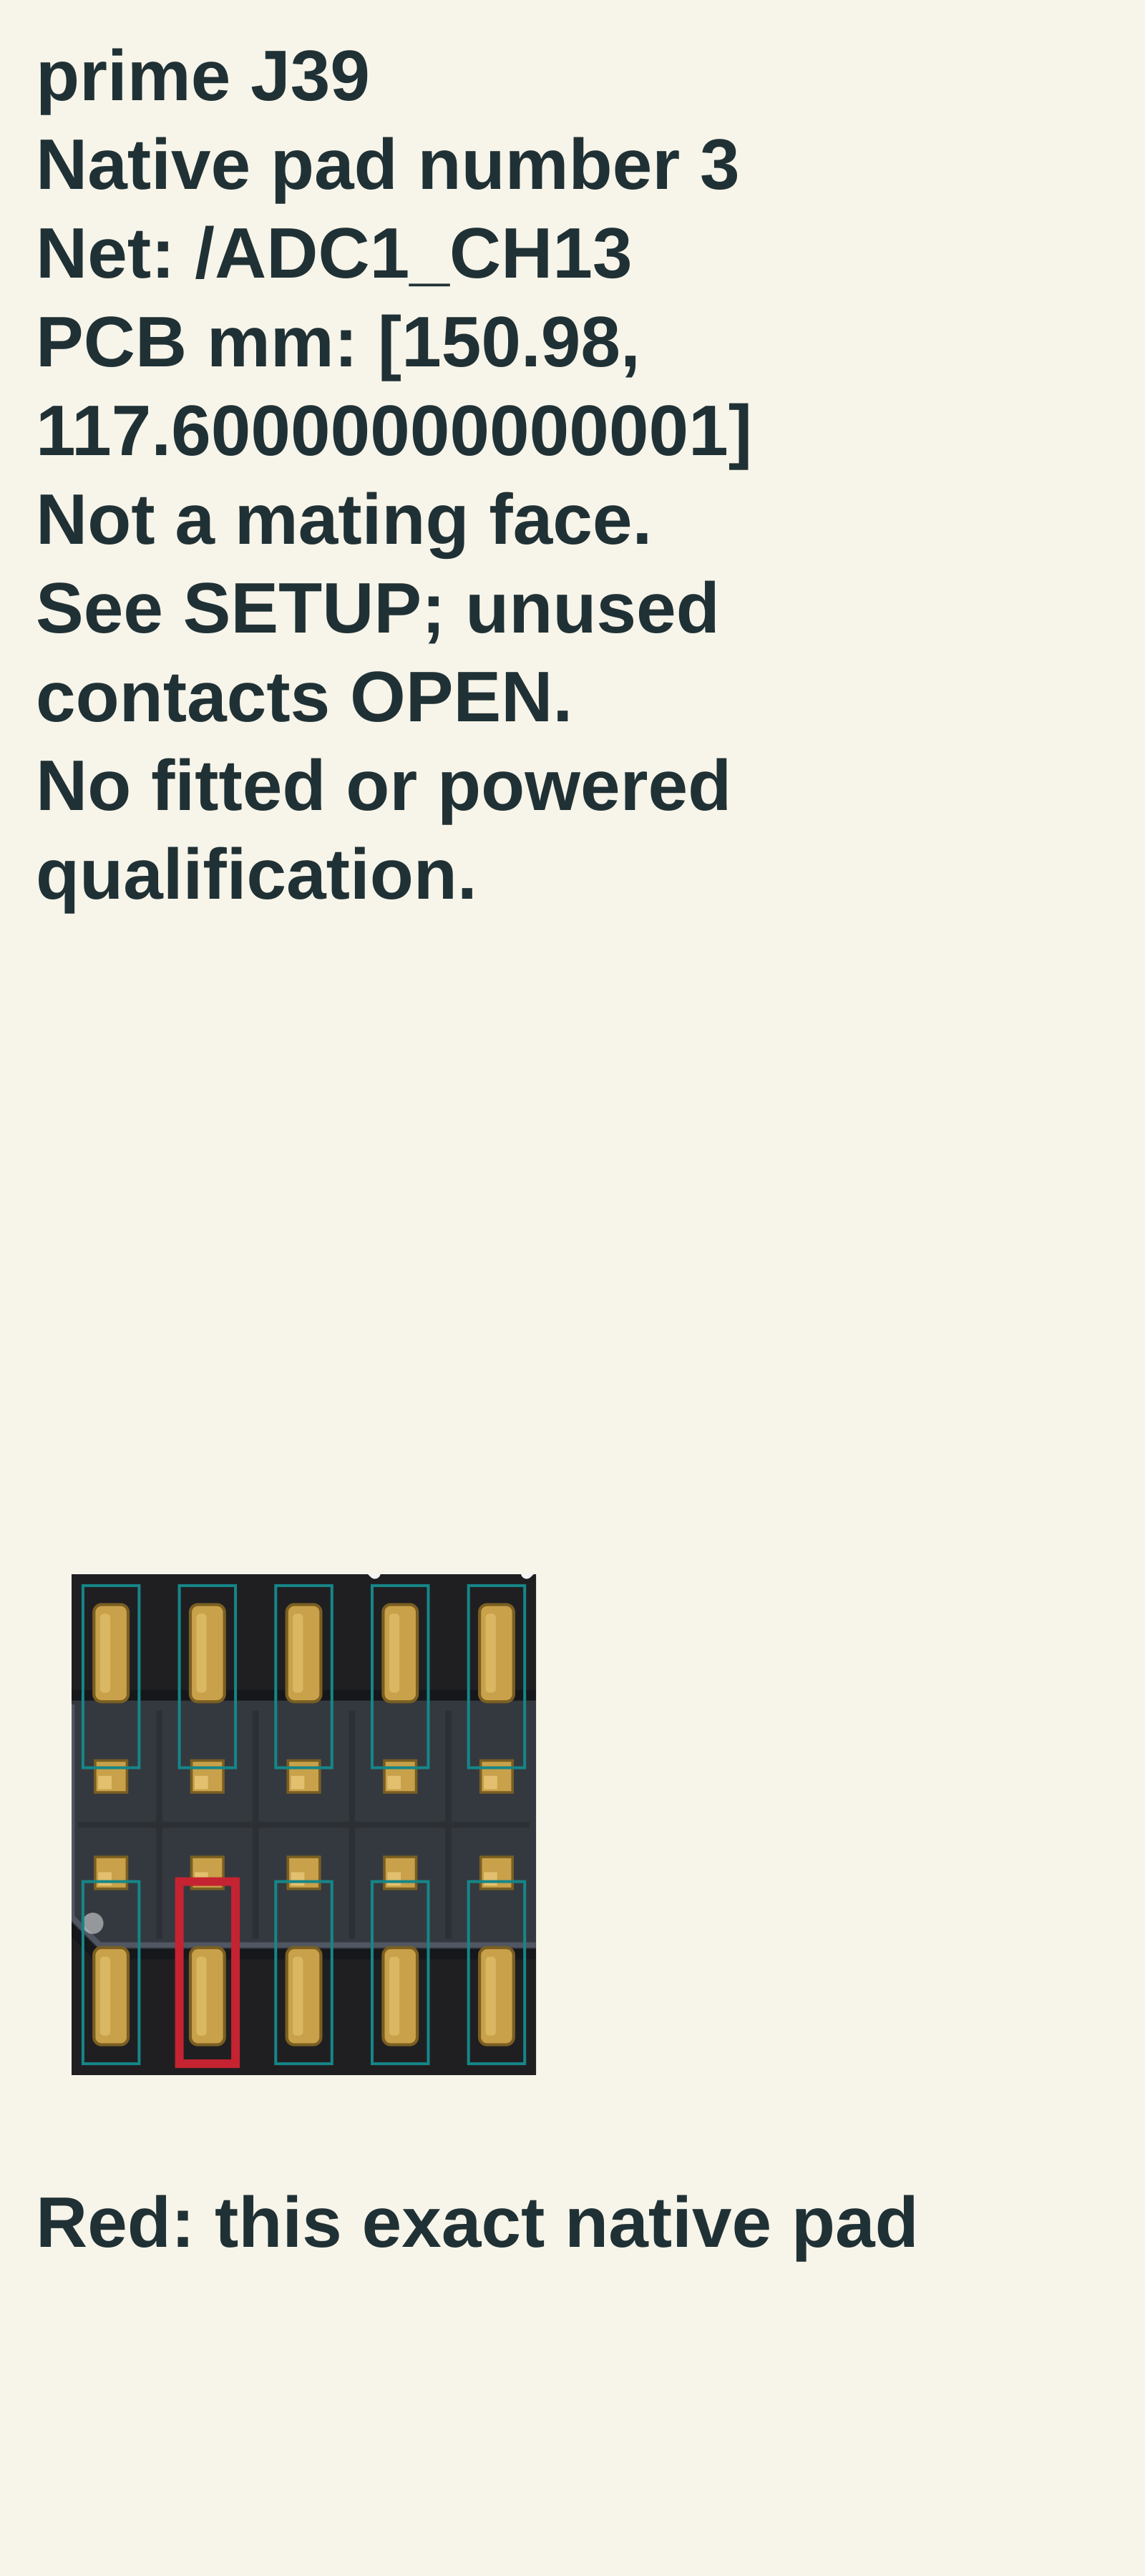 prime J39
Native pad number 3
Net: /ADC1_CH13
PCB mm: [150.98,
117.60000000000001]
Not a mating face.
See SETUP; unused
contacts OPEN.
No fitted or powered
qualification.
Red: this exact native pad